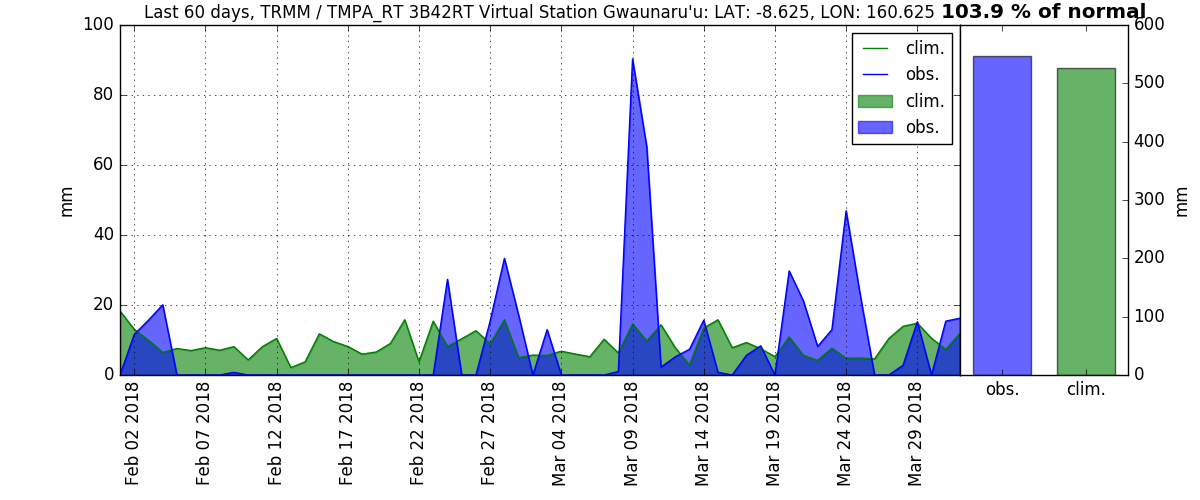 Last 60 days, TRMM / TMPA_RT 3B42RT Virtual Station Gwaunaru'u: LAT: -8.625, LON: 160.625 103.9 % of normal
100
80
60
40
20
0
mm
clim.
obs.
clim.
obs.
600
500
400
300
200
100
0
mm
obs. clim.
Feb 02 2018
Feb 07 2018
Feb 12 2018
Feb 17 2018
Feb 22 2018
Feb 27 2018
Mar 04 2018
Mar 09 2018
Mar 14 2018
Mar 19 2018
Mar 24 2018
Mar 29 2018